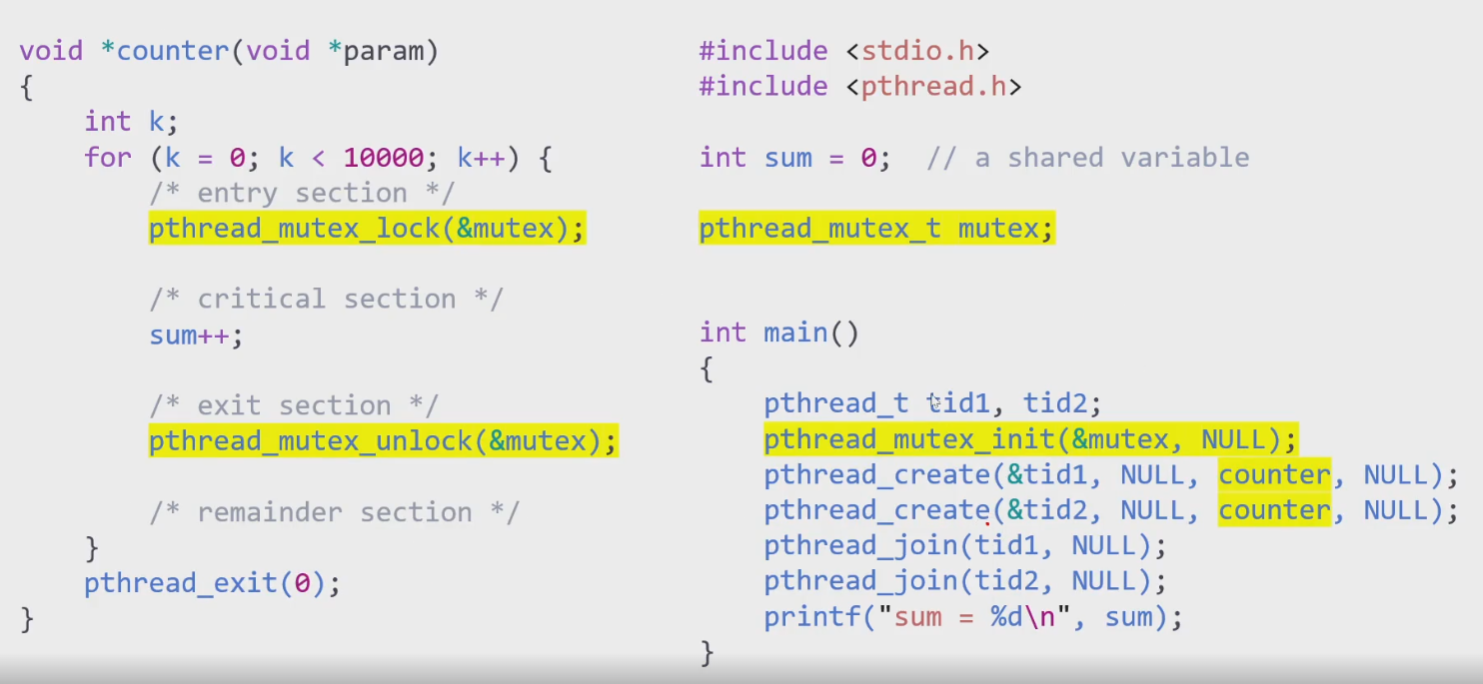 void *counter(void *param)
{
    int k;
    for (k = 0; k < 10000; k++) {
        /* entry section */
        pthread_mutex_lock(&mutex);
        /* critical section */
        sum++;
        /* exit section */
        pthread_mutex_unlock(&mutex);
        /* remainder section */
    }
    pthread_exit(0);
}
#include <stdio.h>
#include <pthread.h>
int sum = 0;  // a shared variable
pthread_mutex_t mutex;
int main()
{
    pthread_t tid1, tid2;
    pthread_mutex_init(&mutex, NULL);
    pthread_create(&tid1, NULL, counter, NULL);
    pthread_create(&tid2, NULL, counter, NULL);
    pthread_join(tid1, NULL);
    pthread_join(tid2, NULL);
    printf("sum = %d\n", sum);
}